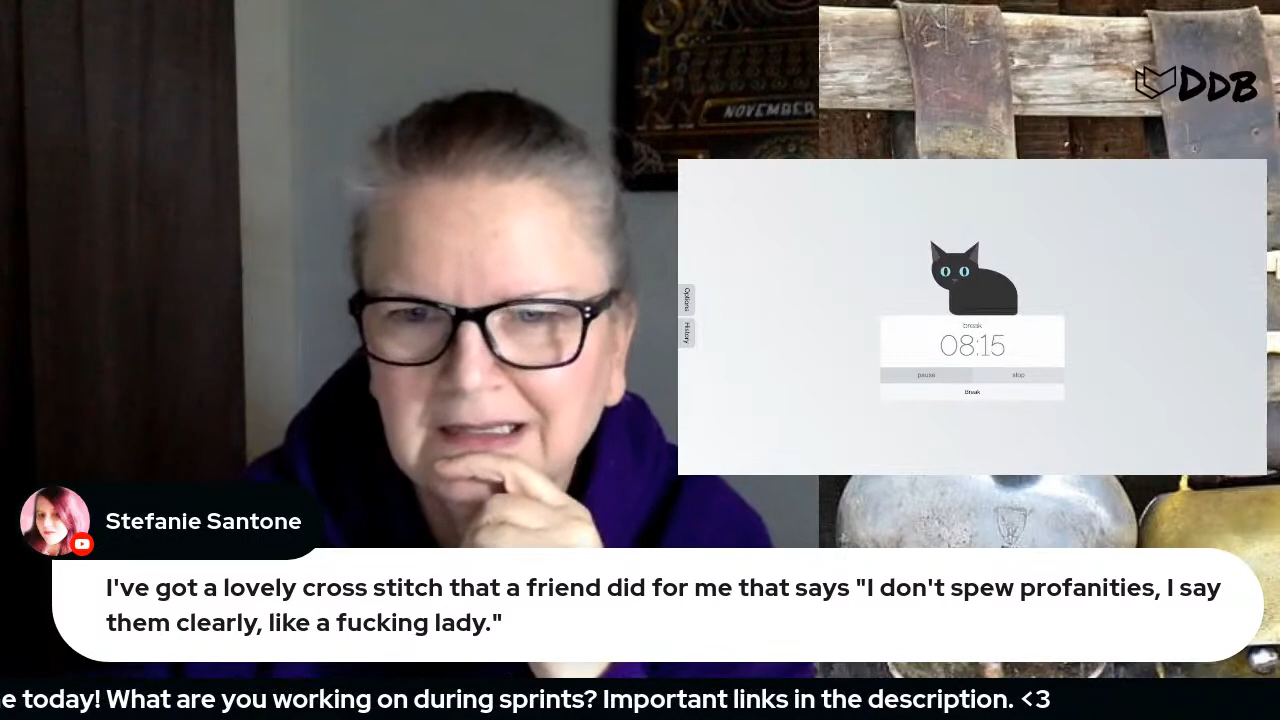 NOVEMBER
DDB
Options
History
break
08:15
pause
stop
Break
Stefanie Santone
I've got a lovely cross stitch that a friend did for me that says "I don't spew profanities, I say
them clearly, like a fucking lady."
e today! What are you working on during sprints? Important links in the description. <3